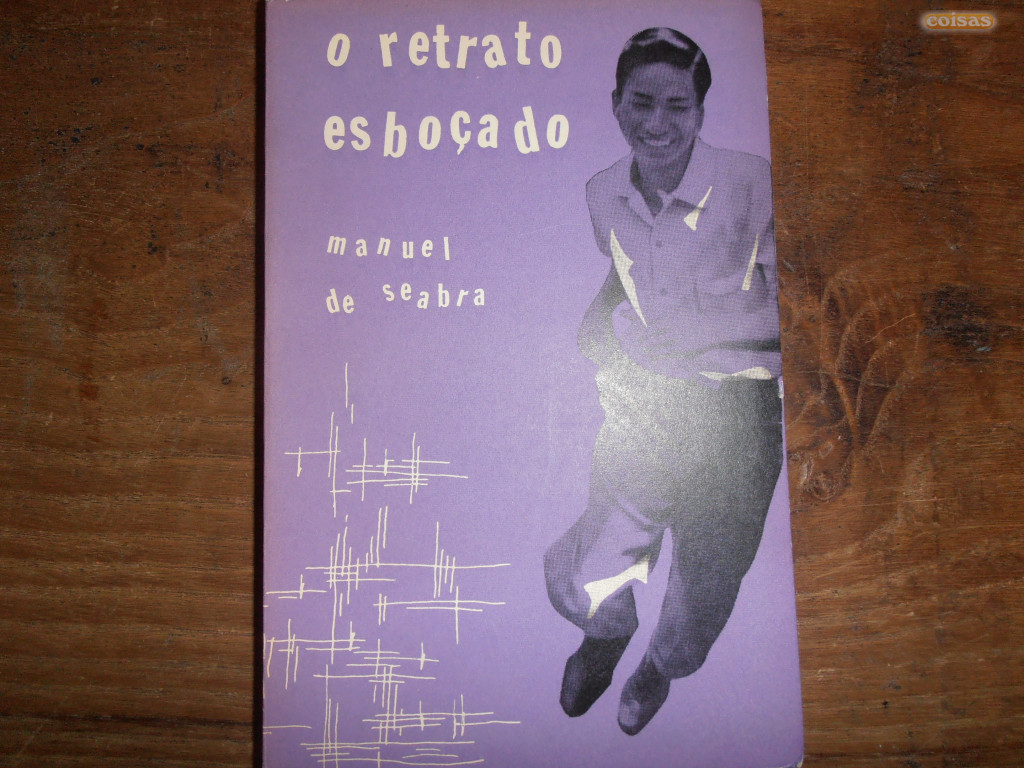 coisas
o retrato
esboçado
manuel
de seabra